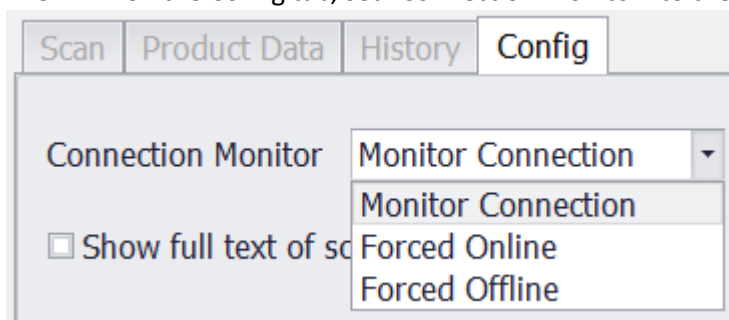 Scan Product Data History Config
Connection Monitor Monitor Connection
Monitor Connection
Show full text of Forced Online
Forced Offline